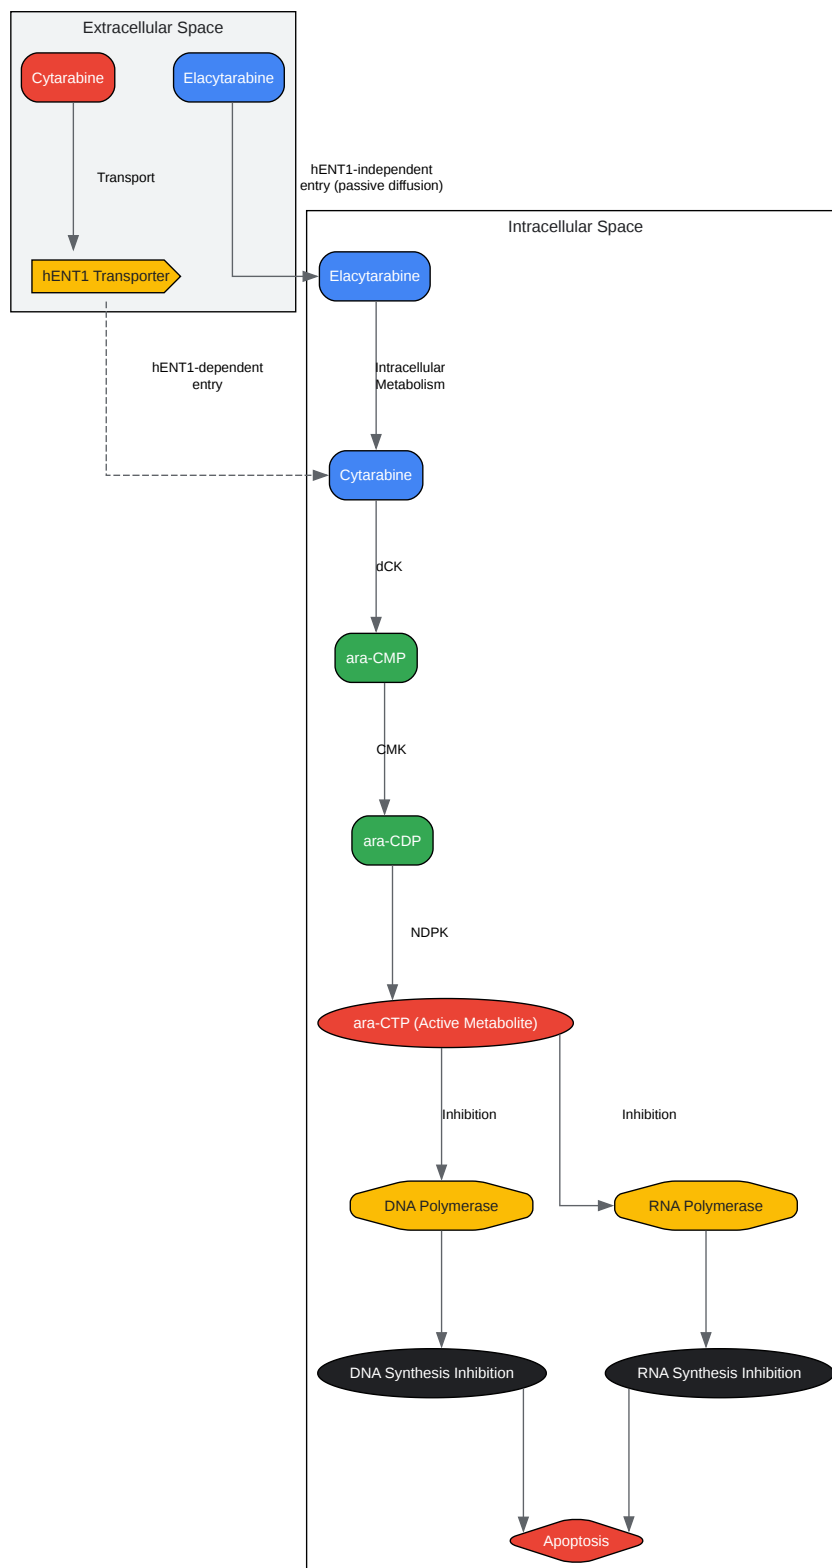 Extracellular Space
Cytarabine
Elacytarabine
Transport
hENT1-independent
entry (passive diffusion)
Intracellular Space
hENT1 Transporter
Elacytarabine
hENT1-dependent
entry
Intracellular
Metabolism
Cytarabine
dCK
ara-CMP
CMK
ara-CDP
NDPK
ara-CTP (Active Metabolite)
Inhibition
Inhibition
DNA Polymerase
RNA Polymerase
DNA Synthesis Inhibition
RNA Synthesis Inhibition
Apoptosis